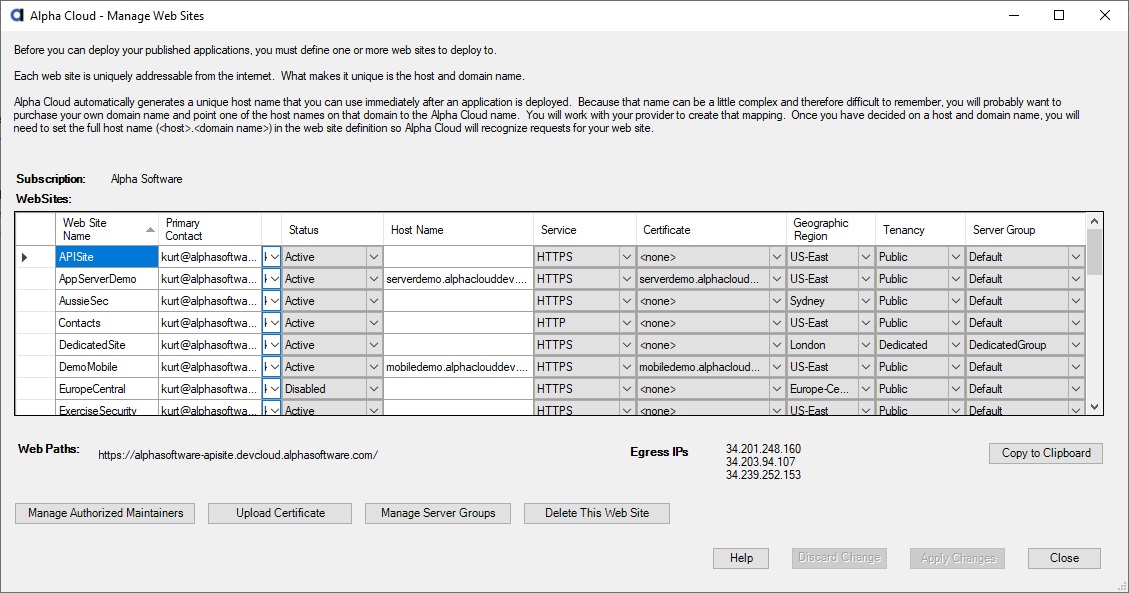 Alpha Cloud - Manage Web Sites
Before you can deploy your published applications, you must define one or more web sites to deploy to.
Each web site is uniquely addressable from the internet.  What makes it unique is the host and domain name.
Alpha Cloud automatically generates a unique host name that you can use immediately after an application is deployed.  Because that name can be a little complex and therefore difficult to remember, you will probably want to
purchase your own domain name and point one of the host names on that domain to the Alpha Cloud name.  You will work with your provider to create that mapping.  Once you have decided on a host and domain name, you will
need to set the full host name (<host>.<domain name>) in the web site definition so Alpha Cloud will recognize requests for your web site.
Subscription: Alpha Software
WebSites:
Web Site Name Primary Contact Status Host Name Service Certificate Geographic Region Tenancy Server Group
APISite kurt@alphasoftwa... Active HTTPS <none> US-East Public Default
AppServerDemo kurt@alphasoftwa... Active serverdemo.alphaclouddev.... HTTPS serverdemo.alphacloud... US-East Public Default
AussieSec kurt@alphasoftwa... Active HTTPS <none> Sydney Public Default
Contacts kurt@alphasoftwa... Active HTTP <none> US-East Public Default
DedicatedSite kurt@alphasoftwa... Active HTTPS <none> London Dedicated DedicatedGroup
DemoMobile kurt@alphasoftwa... Active mobiledemo.alphaclouddev.... HTTPS mobiledemo.alphacloud... US-East Public Default
EuropeCentral kurt@alphasoftwa... Disabled HTTPS <none> Europe-Ce... Public Default
ExerciseSecurity kurt@alphasoftwa... Active HTTPS <none> US-East Public Default
Web Paths: https://alphasoftware-apisite.devcloud.alphasoftware.com/
Egress IPs 34.201.248.160
34.203.94.107
34.239.252.153
Copy to Clipboard
Manage Authorized Maintainers Upload Certificate Manage Server Groups Delete This Web Site
Help Discard Change Apply Changes Close